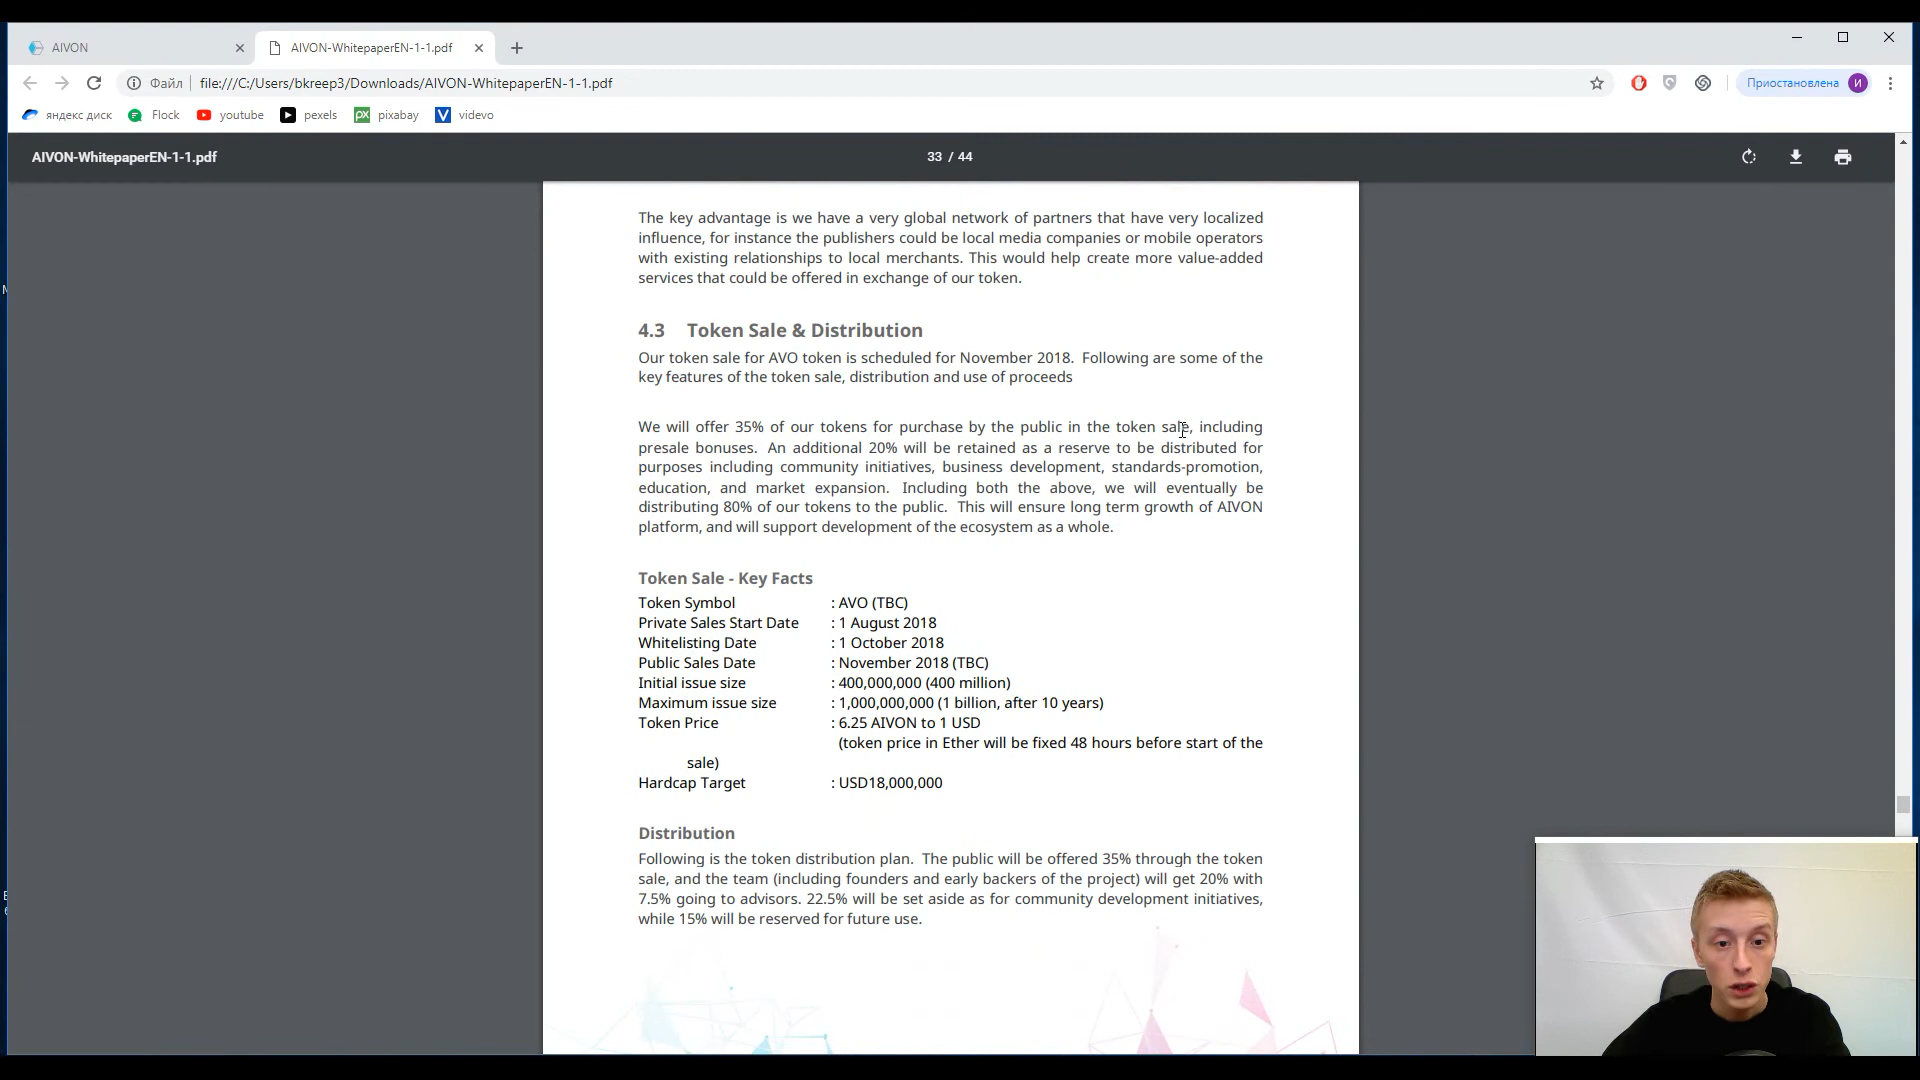 AIVON
AIVON-WhitepaperEN-1-1.pdf
Файл
file:///C:/Users/bkreep3/Downloads/AIVON-WhitepaperEN-1-1.pdf
Приостановлена
И
яндекс диск
Flock
youtube
px
pexels
pixabay
V
videvo
AIVON-WhitepaperEN-1-1.pdf
33 / 44
The key advantage is we have a very global network of partners that have very localized
influence, for instance the publishers could be local media companies or mobile operators
with existing relationships to local merchants. This would help create more value-added
services that could be offered in exchange of our token.
4.3 Token Sale & Distribution
Our token sale for AVO token is scheduled for November 2018. Following are some of the
key features of the token sale, distribution and use of proceeds
We will offer 35% of our tokens for purchase by the public in the token sale, including
presale bonuses. An additional 20% will be retained as a reserve to be distributed for
purposes including community initiatives, business development, standards-promotion,
education, and market expansion. Including both the above, we will eventually be
distributing 80% of our tokens to the public. This will ensure long term growth of AIVON
platform, and will support development of the ecosystem as a whole.
Token Sale - Key Facts
Token Symbol : AVO (TBC)
Private Sales Start Date : 1 August 2018
Whitelisting Date : 1 October 2018
Public Sales Date : November 2018 (TBC)
Initial issue size : 400,000,000 (400 million)
Maximum issue size : 1,000,000,000 (1 billion, after 10 years)
Token Price : 6.25 AIVON to 1 USD
(token price in Ether will be fixed 48 hours before start of the
sale)
Hardcap Target : USD18,000,000
Distribution
Following is the token distribution plan. The public will be offered 35% through the token
sale, and the team (including founders and early backers of the project) will get 20% with
7.5% going to advisors. 22.5% will be set aside as for community development initiatives,
while 15% will be reserved for future use.